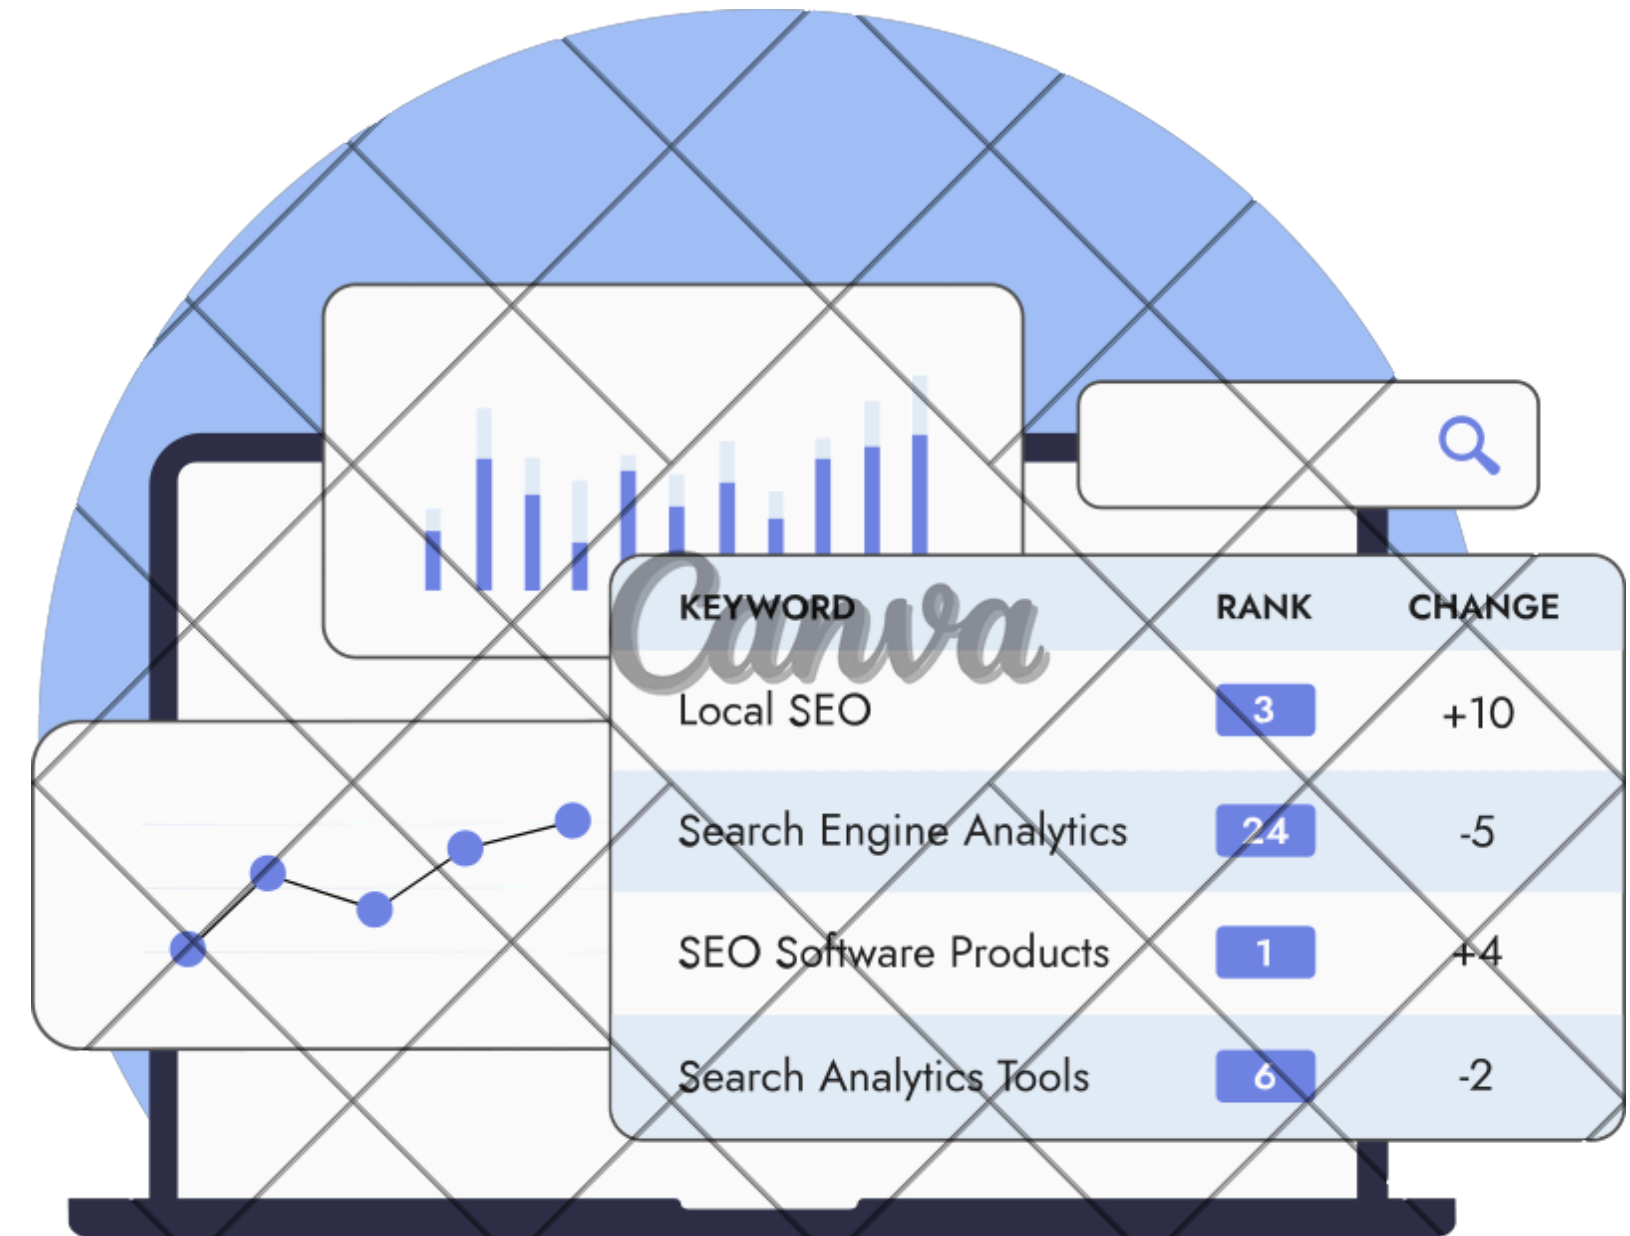 Canva
KEYWORD RANK CHANGE
Local SEO 3 +10
Search Engine Analytics 24 -5
SEO Software Products 1 +4
Search Analytics Tools 6 -2